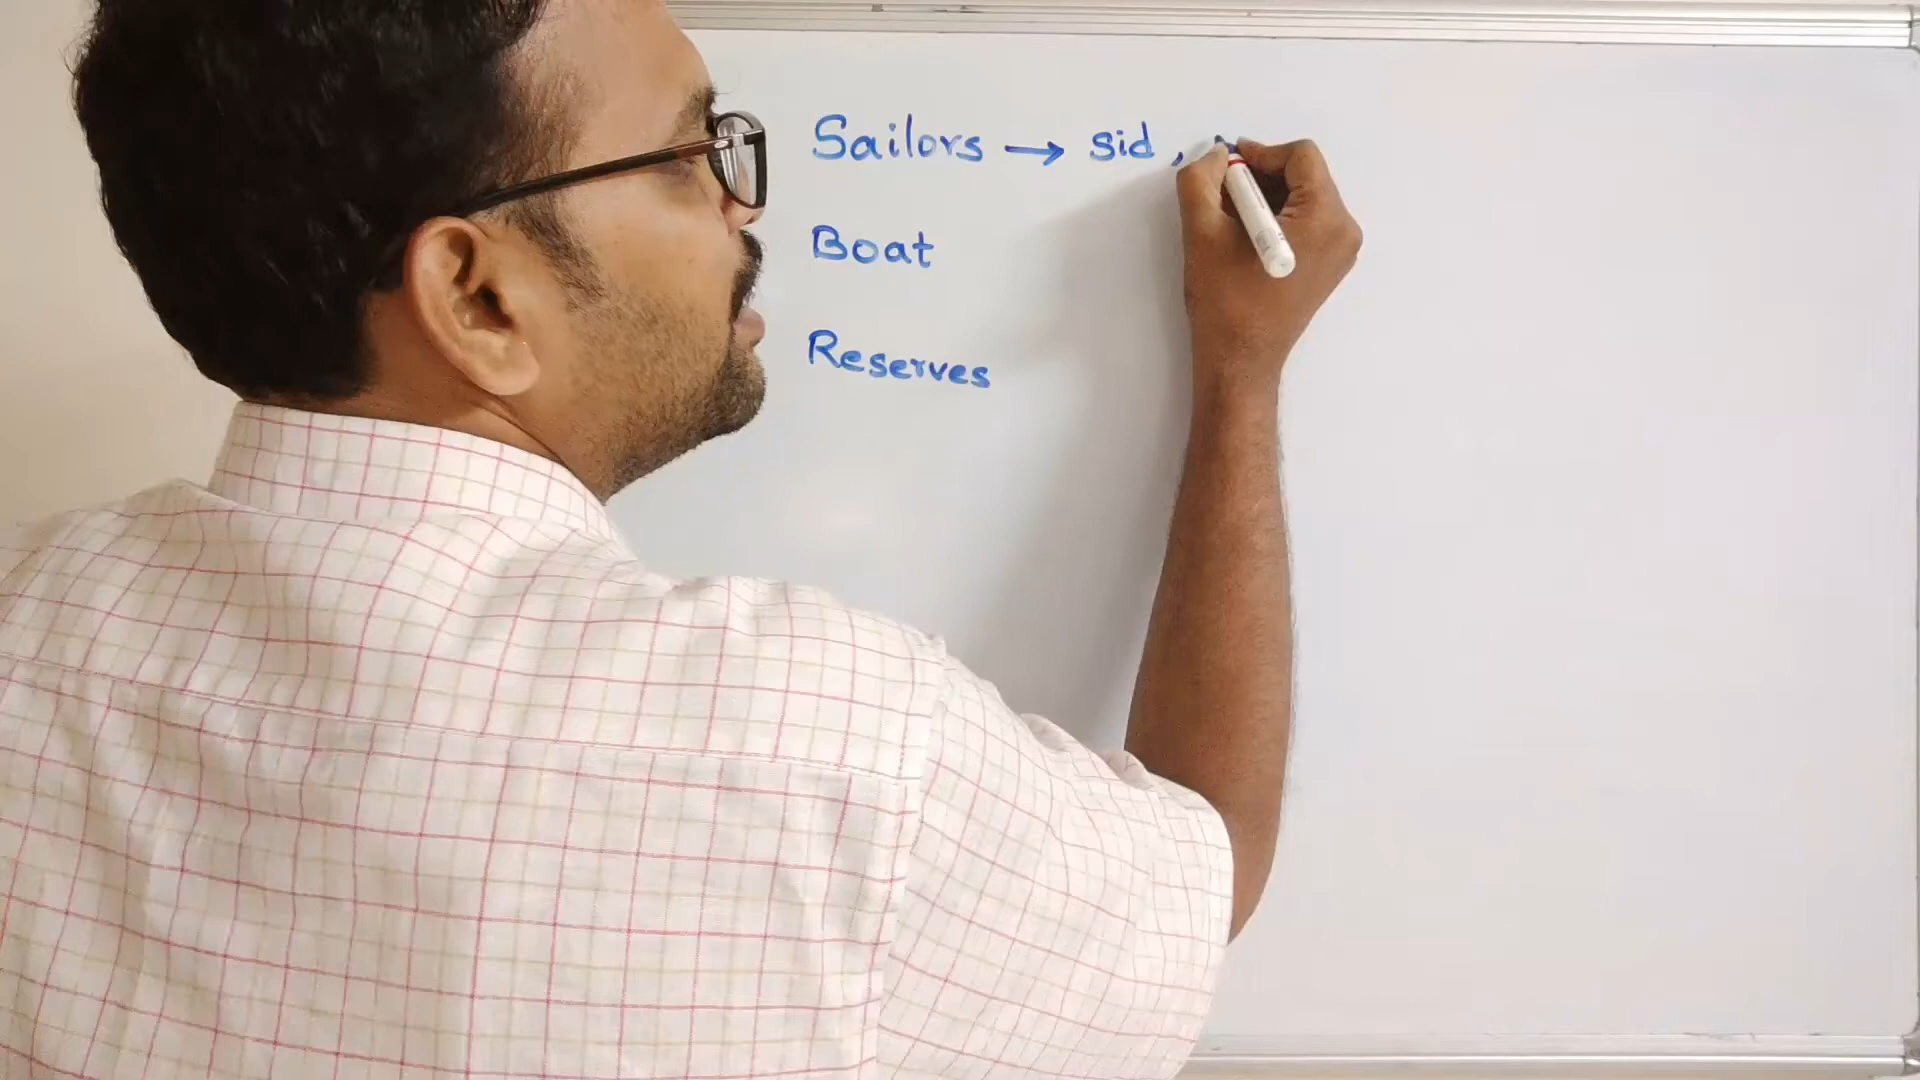 Sailors → sid,
Boat
Reserves